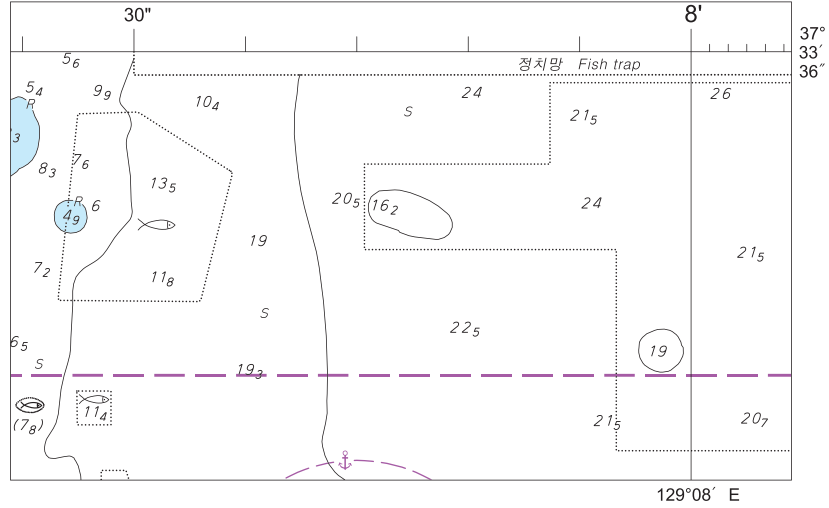 30" 8'
37°
33′
36″
정치망 Fish trap
5₆
5₄ 9₉ 10₄ 24 26
R S 21₅
3
7₆
8₃ 13₅
R 6 20₅ 16₂ 24
4₉
19 21₅
7₂ 11₈
S
22₅
6₅ 19
S 19₃
11₄
(7₈) 21₅ 20₇
129°08′ E